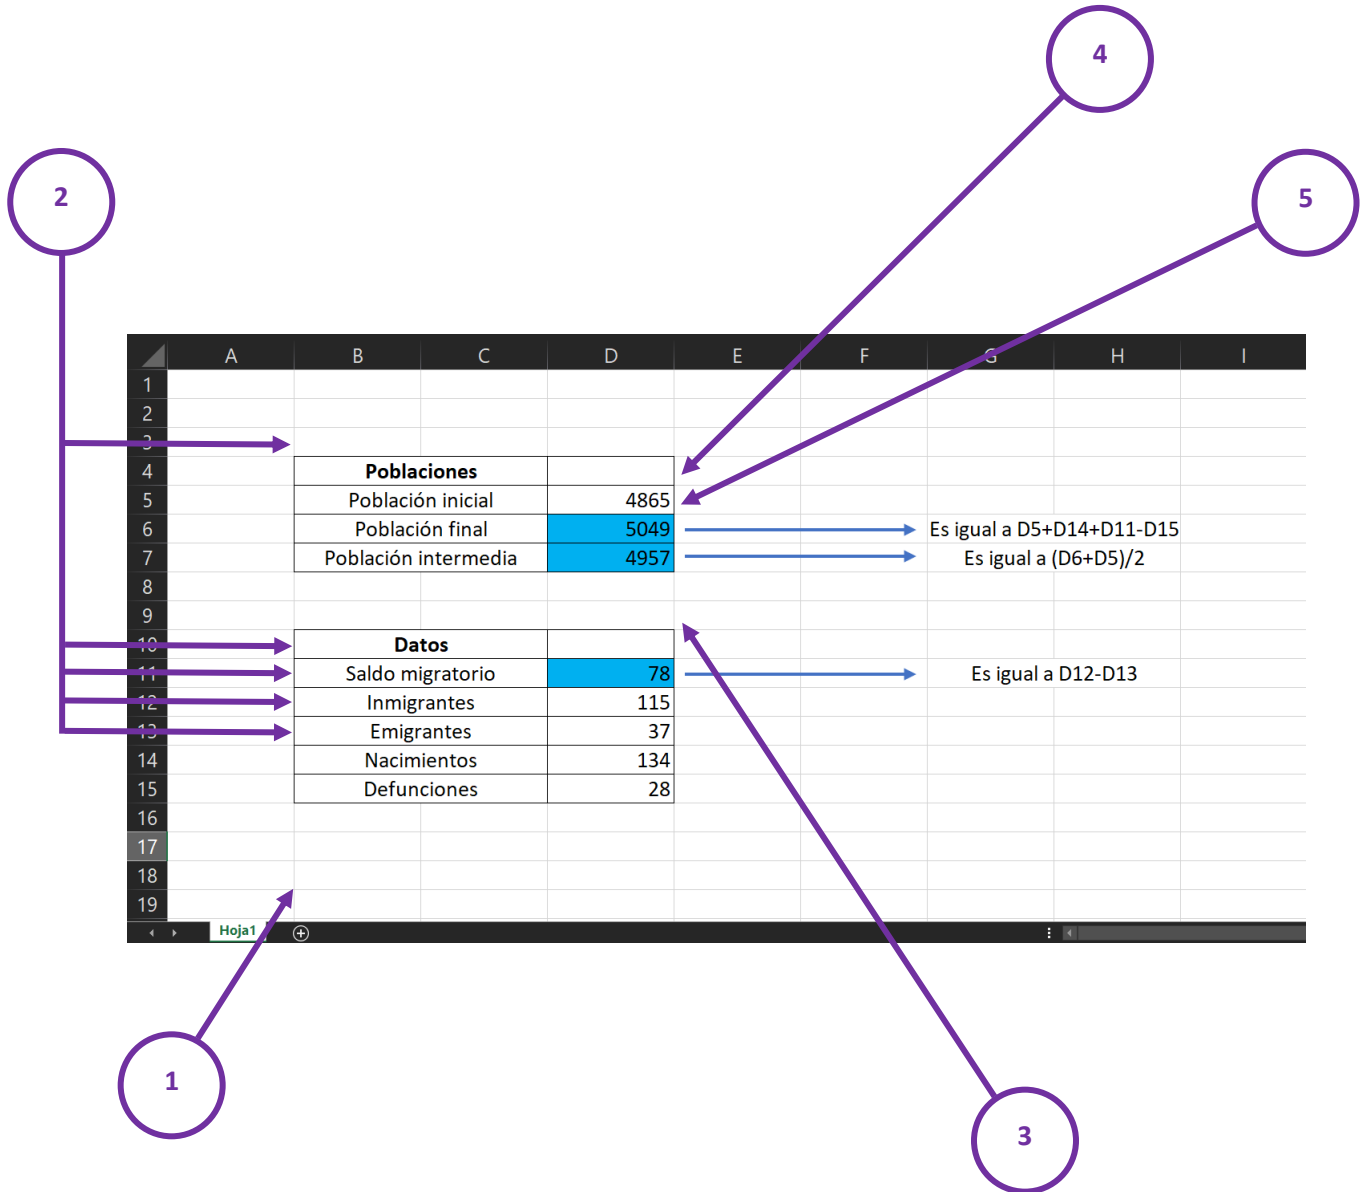 4
2
5
A B C D E F G H I
1
2
3
4 Poblaciones
5 Población inicial 4865
6 Población final 5049 Es igual a D5+D14+D11-D15
7 Población intermedia 4957 Es igual a (D6+D5)/2
8
9
10 Datos
11 Saldo migratorio 78 Es igual a D12-D13
12 Inmigrantes 115
13 Emigrantes 37
14 Nacimientos 134
15 Defunciones 28
16
17
18
19
Hoja1
1
3